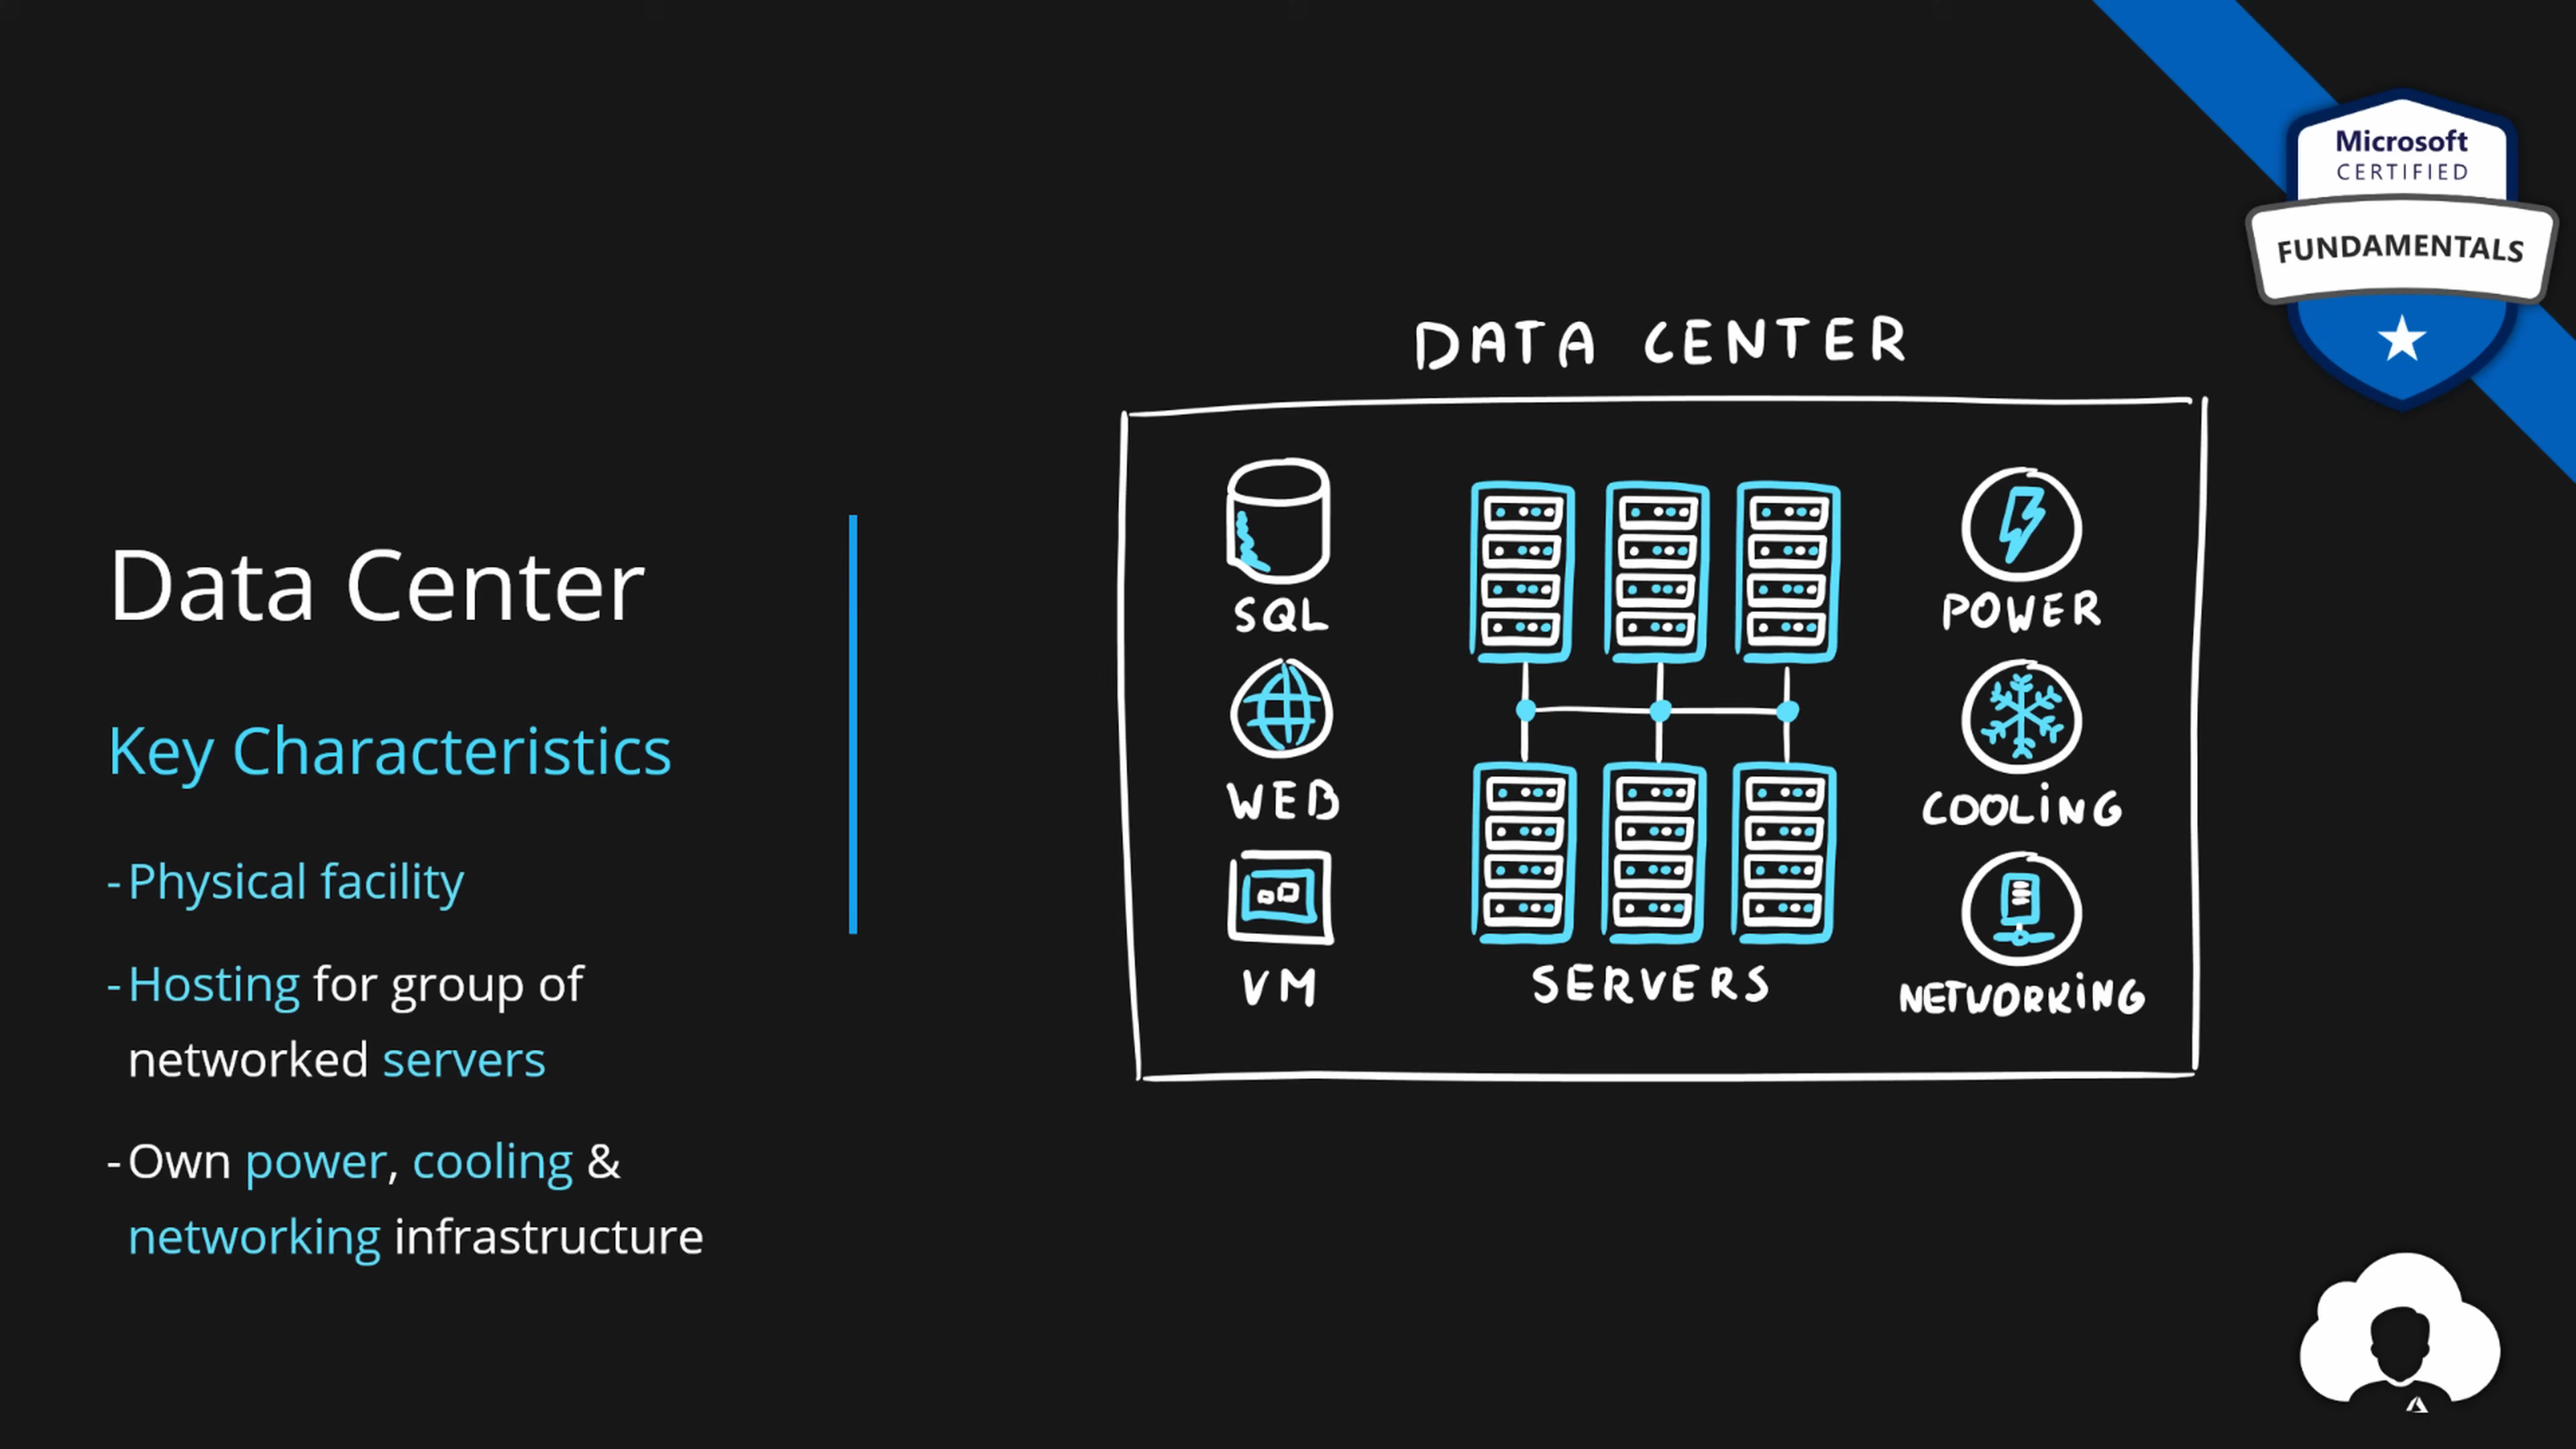 Microsoft
CERTIFIED
FUNDAMENTALS
Data Center
Key Characteristics
-Physical facility
-Hosting for group of
networked servers
-Own power, cooling &
networking infrastructure
DATA CENTER
SQL
WEB
VM
SERVERS
POWER
COOLiNG
NETWORKiNG